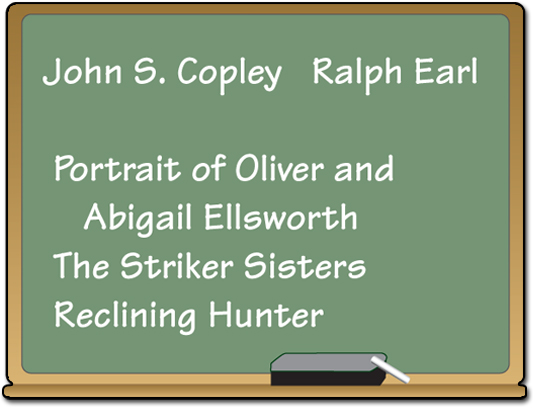 John S. Copley Ralph Earl
Portrait of Oliver and
Abigail Ellsworth
The Striker Sisters
Reclining Hunter